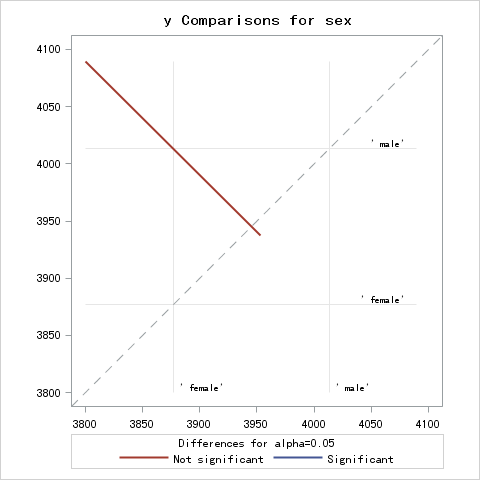 y Comparisons for sex
4100
4050
' male'
4000
3950
3900
' female'
3850
3800
' female' ' male'
3800 3850 3900 3950 4000 4050 4100
Differences for alpha=0.05
Not significant Significant